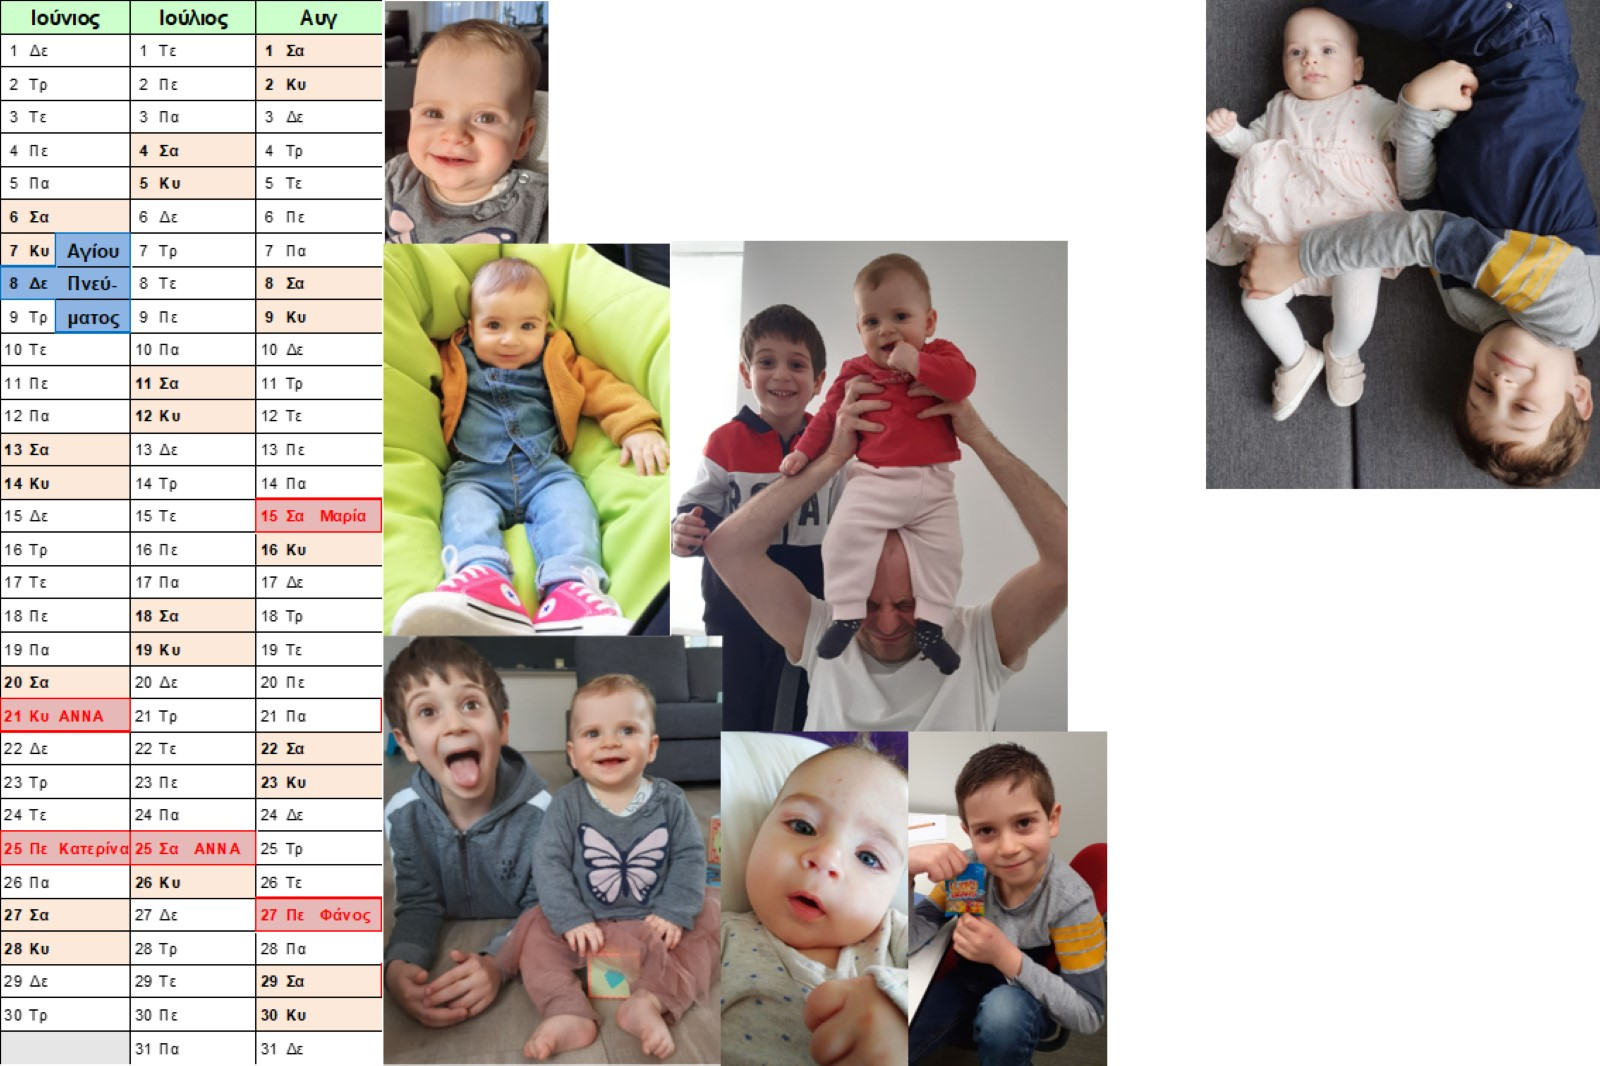 Ιούνιος Ιούλιος Αυγ
1 Δε 1 Τε 1 Σα
2 Τρ 2 Πε 2 Κυ
3 Τε 3 Πα 3 Δε
4 Πε 4 Σα 4 Τρ
5 Πα 5 Κυ 5 Τε
6 Σα 6 Δε 6 Πε
7 Κυ Αγίου 7 Τρ 7 Πα
8 Δε Πνεύ- 8 Τε 8 Σα
9 Τρ ματος 9 Πε 9 Κυ
10 Τε 10 Πα 10 Δε
11 Πε 11 Σα 11 Τρ
12 Πα 12 Κυ 12 Τε
13 Σα 13 Δε 13 Πε
14 Κυ 14 Τρ 14 Πα
15 Δε 15 Τε 15 Σα Μαρία
16 Τρ 16 Πε 16 Κυ
17 Τε 17 Πα 17 Δε
18 Πε 18 Σα 18 Τρ
19 Πα 19 Κυ 19 Τε
20 Σα 20 Δε 20 Πε
21 Κυ ΑΝΝΑ 21 Τρ 21 Πα
22 Δε 22 Τε 22 Σα
23 Τρ 23 Πε 23 Κυ
24 Τε 24 Πα 24 Δε
25 Πε Κατερίνα 25 Σα ΑΝΝΑ 25 Τρ
26 Πα 26 Κυ 26 Τε
27 Σα 27 Δε 27 Πε Φάνος
28 Κυ 28 Τρ 28 Πα
29 Δε 29 Τε 29 Σα
30 Τρ 30 Πε 30 Κυ
31 Πα 31 Δε